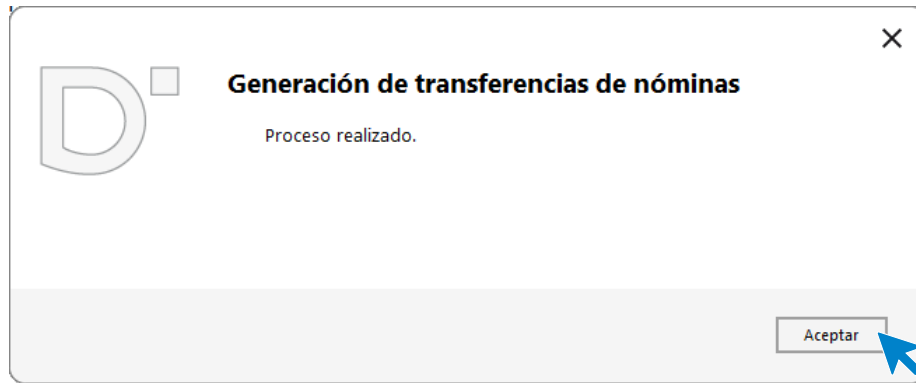 Generación de transferencias de nóminas
Proceso realizado.
Aceptar